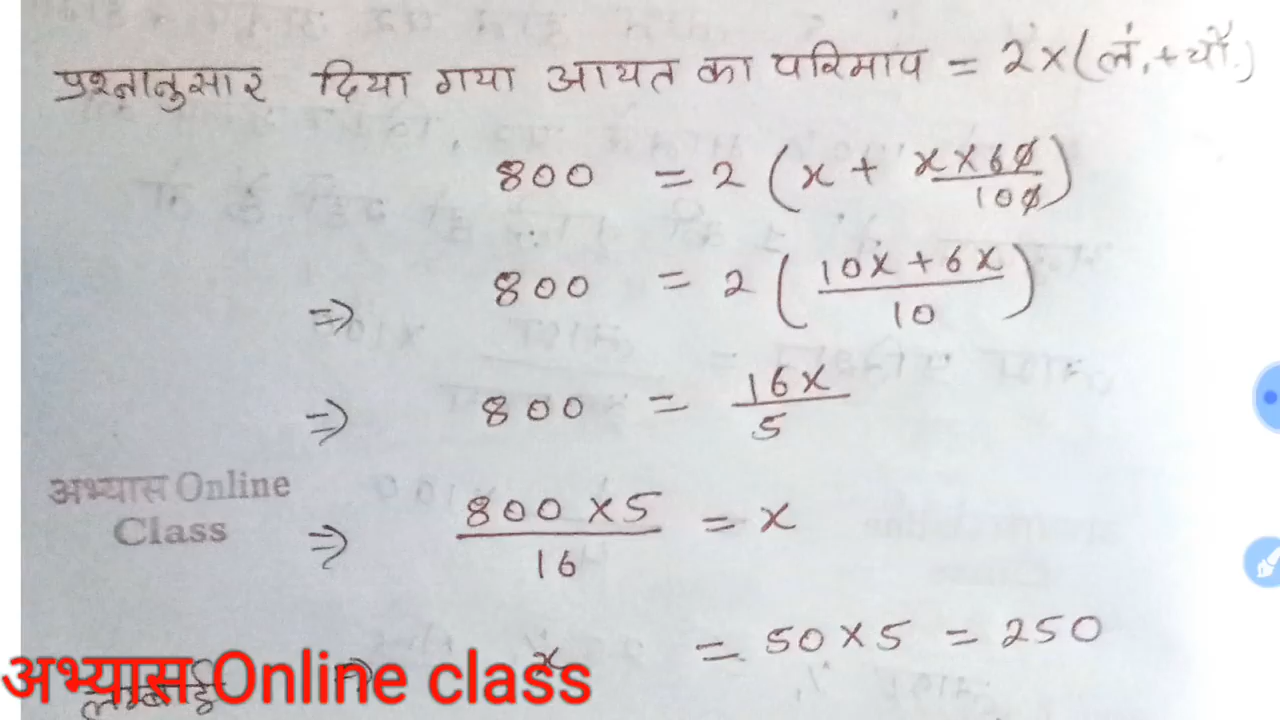 प्रश्नानुसार दिया गया आयत का परिमाप = 2×(लं.+चौ.)
800 = 2 (x + x×60/100)
⇒ 800 = 2 (10x+6x/10)
⇒ 800 = 16x/5
अभ्यास Online
Class
⇒ 800×5/16 = x
लम्बाई ⇒ x = 50×5 = 250
अभ्यास Online class